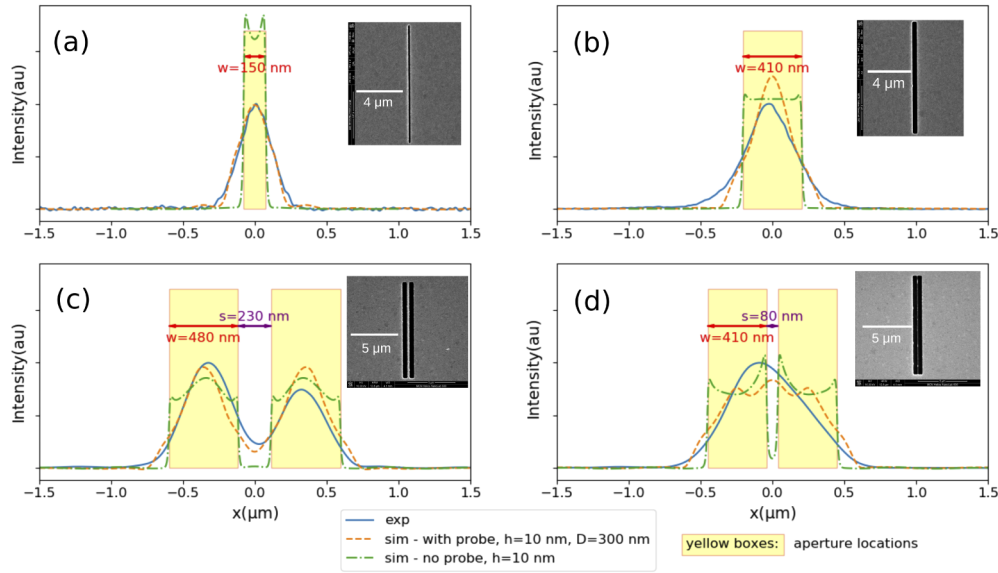 (a)
w=150 nm
4 μm
Intensity(au)
−1.5 −1.0 −0.5 0.0 0.5 1.0 1.5
(b)
w=410 nm
4 μm
Intensity(au)
−1.5 −1.0 −0.5 0.0 0.5 1.0 1.5
(c)
s=230 nm
w=480 nm
5 μm
Intensity(au)
−1.5 −1.0 −0.5 0.0 0.5 1.0 1.5
x(μm)
(d)
s=80 nm
w=410 nm
5 μm
Intensity(au)
−1.5 −1.0 −0.5 0.0 0.5 1.0 1.5
x(μm)
exp
sim - with probe, h=10 nm, D=300 nm
sim - no probe, h=10 nm
yellow boxes: aperture locations